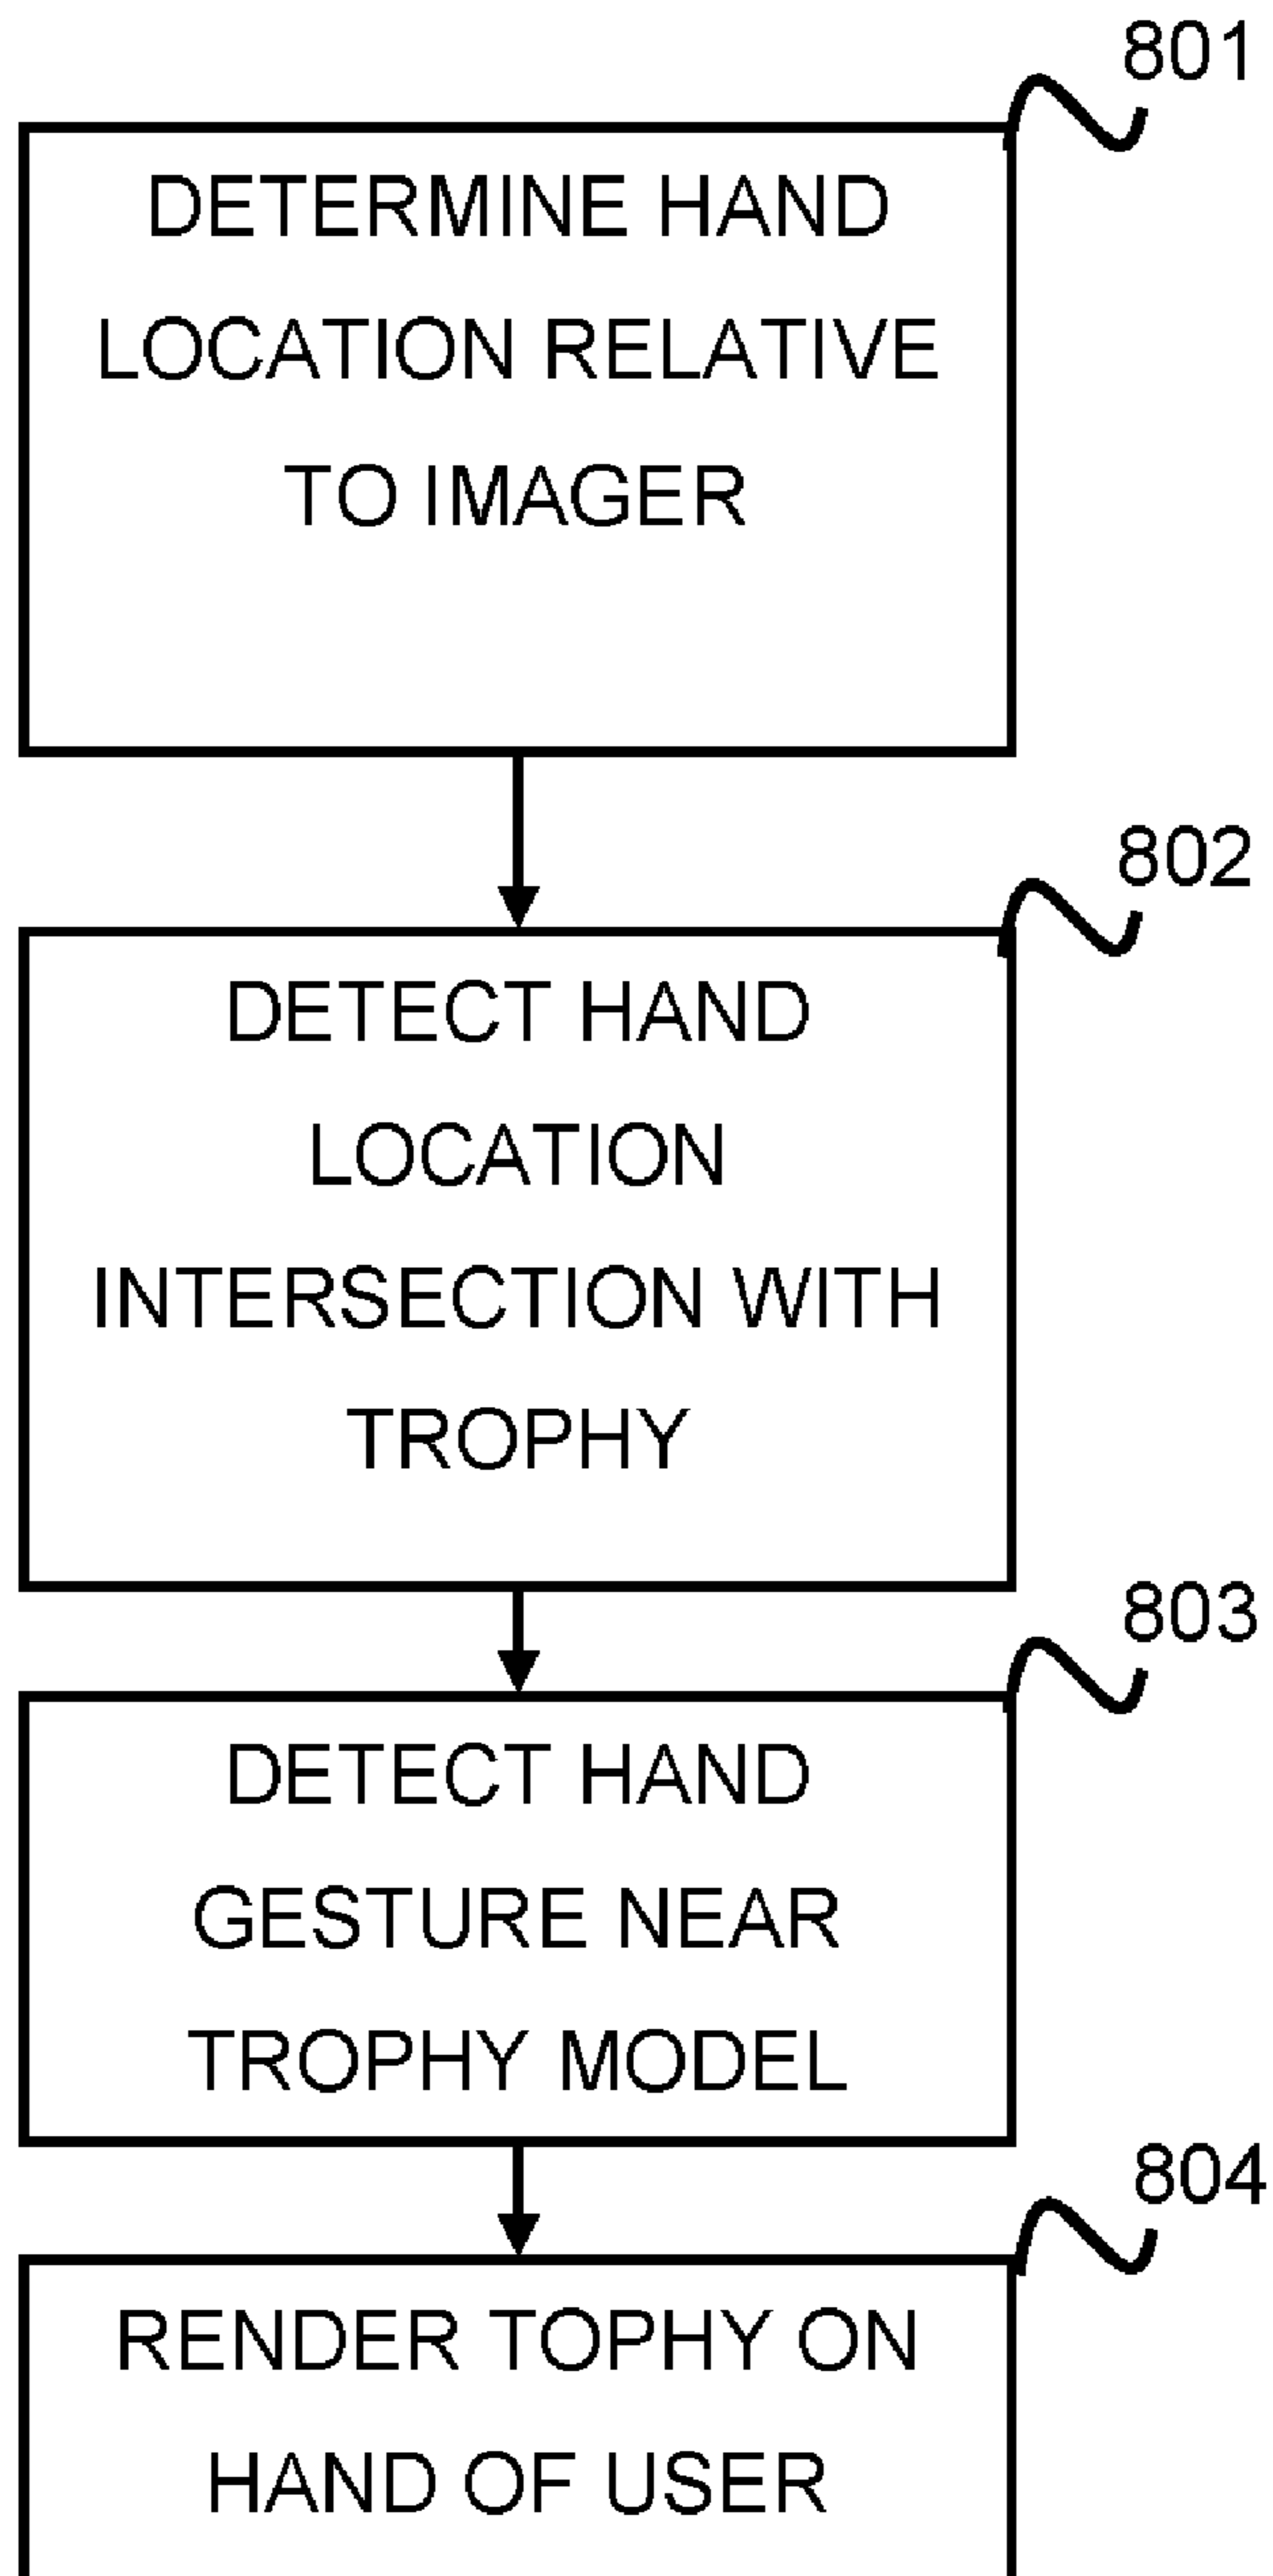 801
DETERMINE HAND
LOCATION RELATIVE
TO IMAGER
802
DETECT HAND
LOCATION
INTERSECTION WITH
TROPHY
803
DETECT HAND
GESTURE NEAR
TROPHY MODEL
804
RENDER TOPHY ON
HAND OF USER